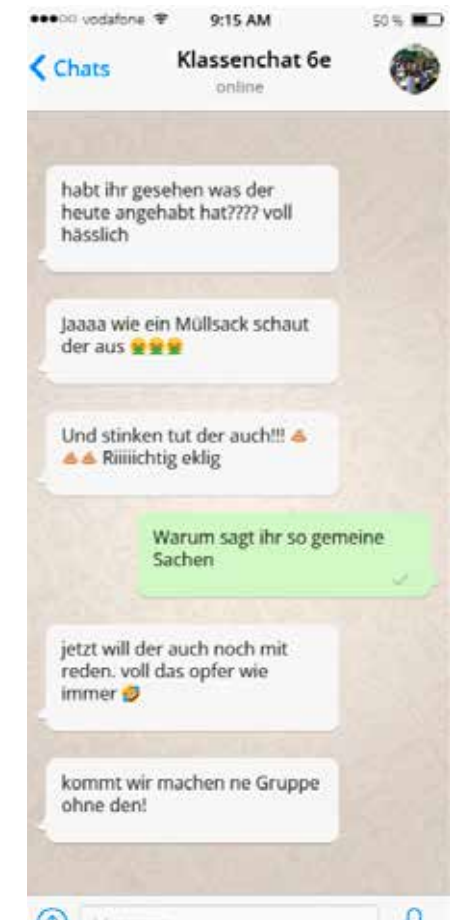 vodafone 9:15 AM 50 %
Chats Klassenchat 6e
online
habt ihr gesehen was der
heute angehabt hat???? voll
hässlich
Jaaaa wie ein Müllsack schaut
der aus 🤮🤮🤮
Und stinken tut der auch!!! 💩
💩💩 Riiiiichtig eklig
Warum sagt ihr so gemeine
Sachen
jetzt will der auch noch mit
reden. voll das opfer wie
immer 🤣
kommt wir machen ne Gruppe
ohne den!